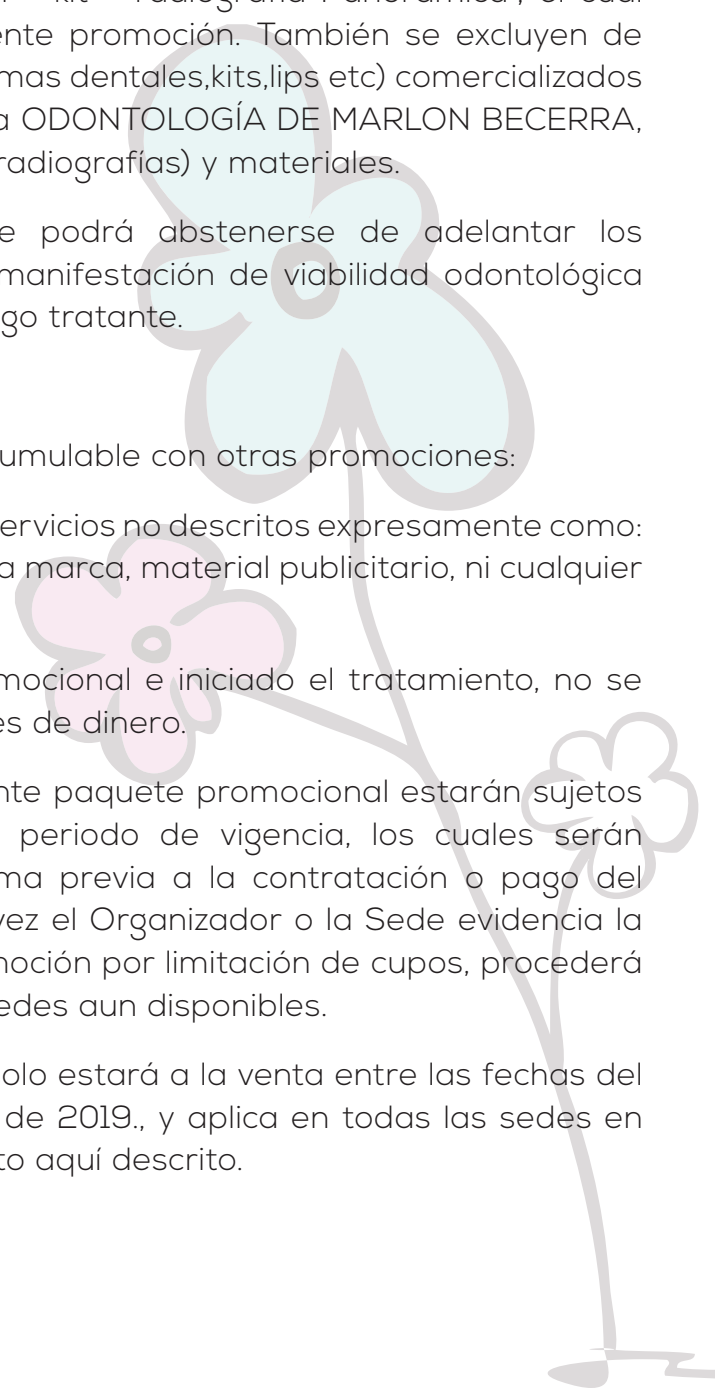 kit - radiografía Panorámica", el cual
ente promoción. También se excluyen de
mas dentales,kits,lips etc) comercializados
a ODONTOLOGÍA DE MARLON BECERRA,
radiografías) y materiales.
e podrá abstenerse de adelantar los
manifestación de viabilidad odontológica
go tratante.
umulable con otras promociones:
ervicios no descritos expresamente como:
a marca, material publicitario, ni cualquier
mocional e iniciado el tratamiento, no se
es de dinero.
nte paquete promocional estarán sujetos
periodo de vigencia, los cuales serán
ma previa a la contratación o pago del
vez el Organizador o la Sede evidencia la
moción por limitación de cupos, procederá
edes aun disponibles.
olo estará a la venta entre las fechas del
de 2019., y aplica en todas las sedes en
to aquí descrito.